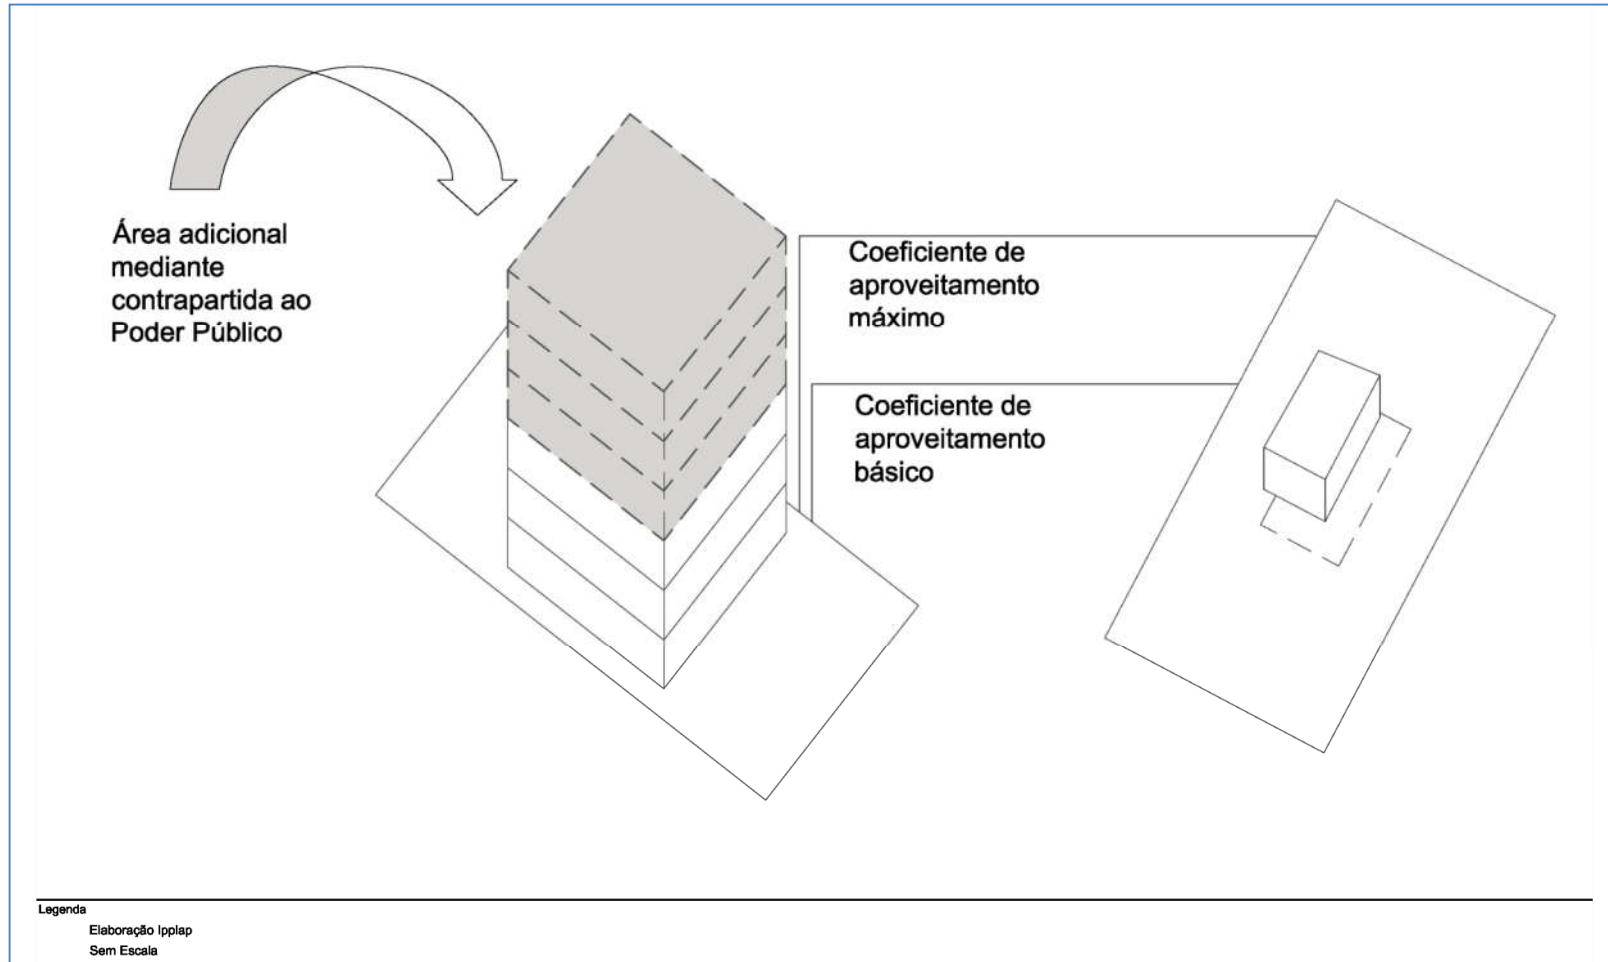 Área adicional
mediante
contrapartida ao
Poder Público
Coeficiente de
aproveitamento
máximo
Coeficiente de
aproveitamento
básico
Legenda
Elaboração Ipplap
Sem Escala